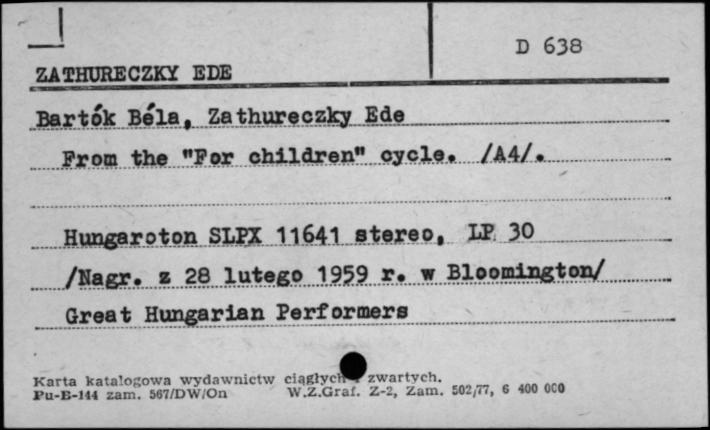 D 638
ZATHURECZKY EDE
Bartók Béla, Zathureczky Ede
From the "For children" cycle. /A4/.
Hungaroton SLPX 11641 stereo, LP 30
/Nagr. z 28 lutego 1959 r. w Bloomington/
Great Hungarian Performers
Karta katalogowa wydawnictw ciągłych i zwartych.
Pu-B-144 zam. 567/DW/On W.Z.Graf. Z-2, Zam. 502/77, 6 400 000